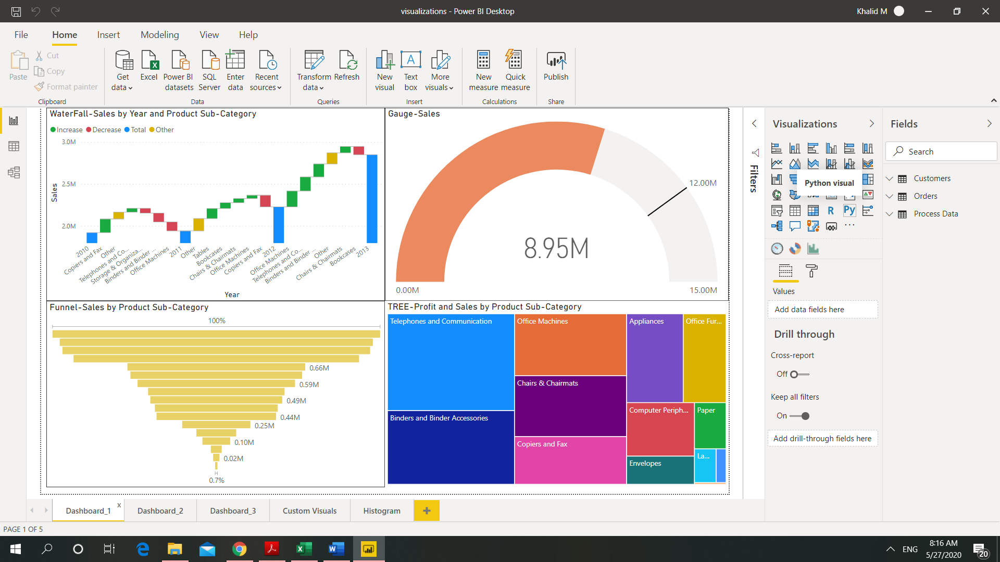 visualizations - Power BI Desktop
Khalid M
File Home Insert Modeling View Help
Paste
Cut
Copy
Format painter
Clipboard
Get data
Excel
Power BI datasets
SQL Server
Enter data
Recent sources
Data
Transform data
Refresh
Queries
New visual
Text box
More visuals
Insert
New measure
Quick measure
Calculations
Publish
Share
WaterFall-Sales by Year and Product Sub-Category
Increase Decrease Total Other
3.0M
2.5M
2.0M
Sales
2010
Copiers and Fax
Other
Telephones and Co...
Storage & Organiza...
Binders and Binder ...
Office Machines
2011
Other
Tables
Bookcases
Chairs & Chairmats
Office Machines
Copiers and Fax
2012
Office Machines
Telephones and Co...
Binders and Binder ...
Other
Chairs & Chairmats
Bookcases
2013
Year
Gauge-Sales
12.00M
8.95M
0.00M
15.00M
Funnel-Sales by Product Sub-Category
100%
0.66M
0.59M
0.49M
0.44M
0.25M
0.10M
0.02M
0.7%
TREE-Profit and Sales by Product Sub-Category
Telephones and Communication
Binders and Binder Accessories
Office Machines
Chairs & Chairmats
Copiers and Fax
Appliances
Office Fur...
Computer Periph...
Paper
Envelopes
La...
Filters
Visualizations
Python visual
R
Py
Values
Add data fields here
Drill through
Cross-report
Off
Keep all filters
On
Add drill-through fields here
Fields
Search
Customers
Orders
Process Data
Dashboard_1 x
Dashboard_2
Dashboard_3
Custom Visuals
Histogram
PAGE 1 OF 5
ENG
8:16 AM
5/27/2020
20